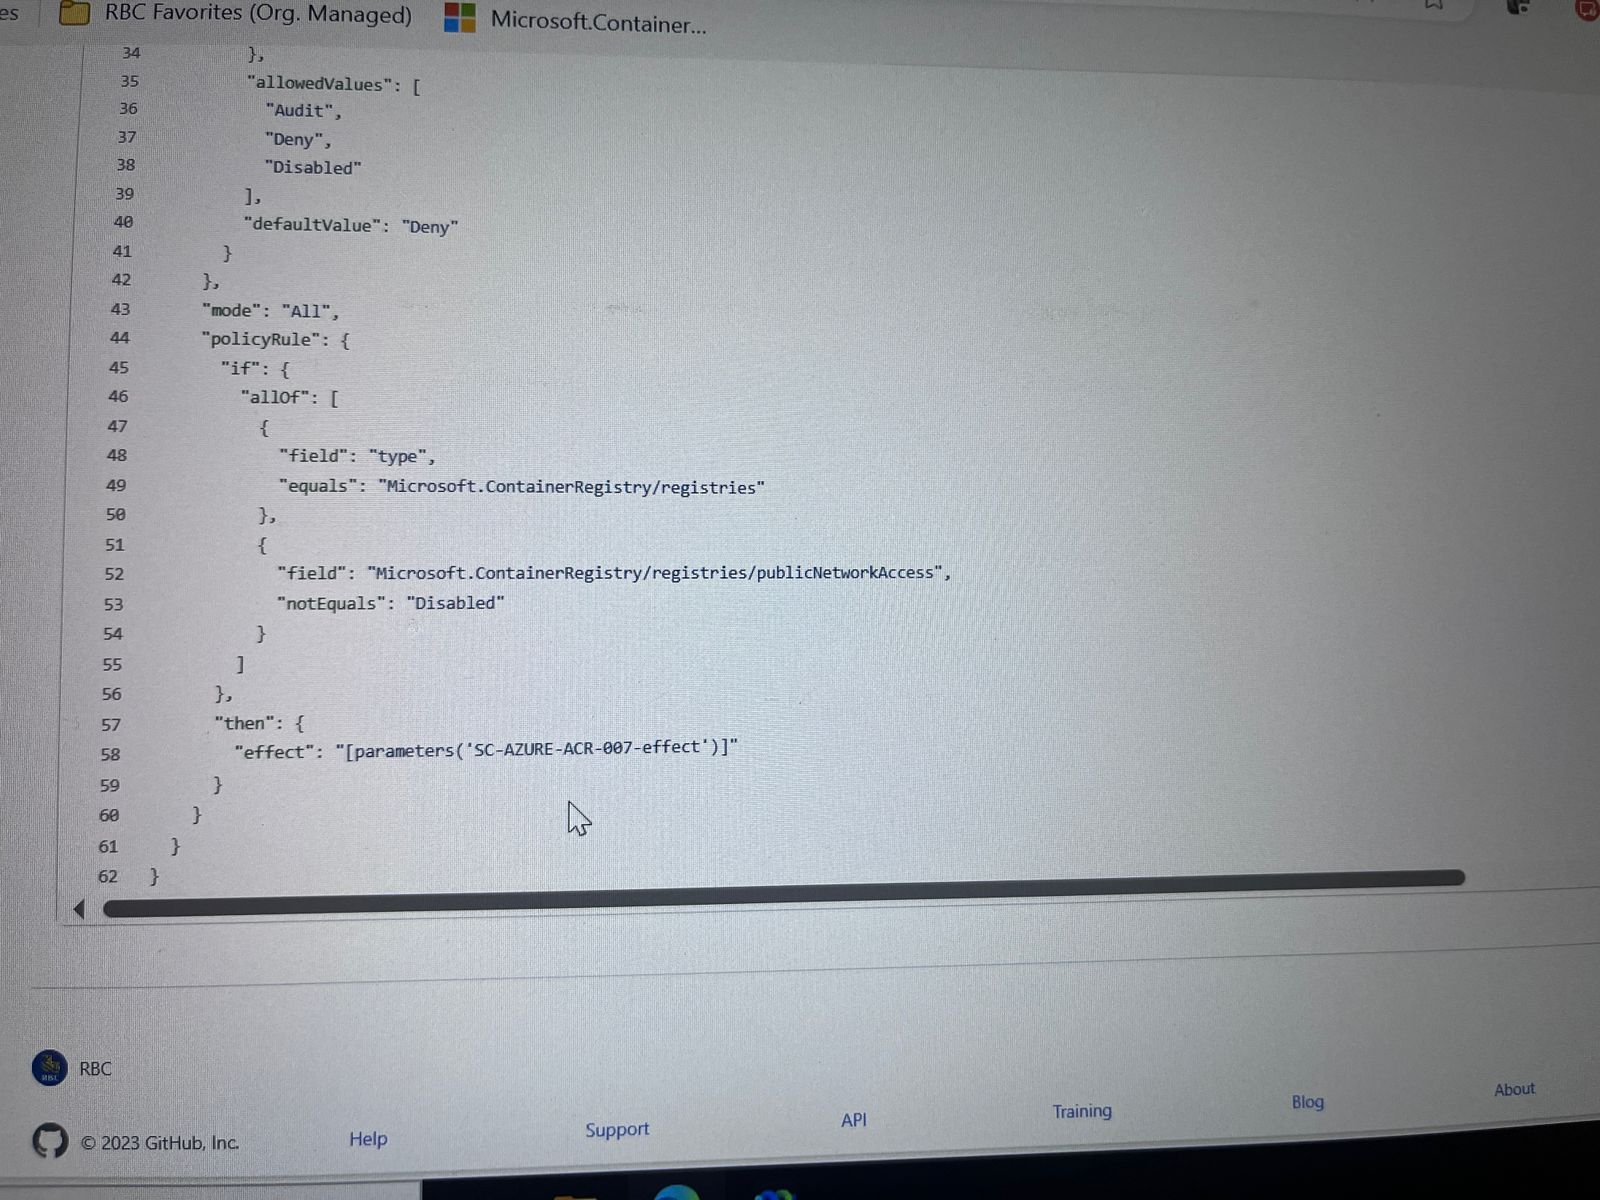 es
RBC Favorites (Org. Managed)
Microsoft.Container...
34 },
35 "allowedValues": [
36 "Audit",
37 "Deny",
38 "Disabled"
39 ],
40 "defaultValue": "Deny"
41 }
42 },
43 "mode": "All",
44 "policyRule": {
45 "if": {
46 "allOf": [
47 {
48 "field": "type",
49 "equals": "Microsoft.ContainerRegistry/registries"
50 },
51 {
52 "field": "Microsoft.ContainerRegistry/registries/publicNetworkAccess",
53 "notEquals": "Disabled"
54 }
55 ]
56 },
57 "then": {
58 "effect": "[parameters('SC-AZURE-ACR-007-effect')]"
59 }
60 }
61 }
62 }
RBC
RBC
© 2023 GitHub, Inc.
Help
Support
API
Training
Blog
About